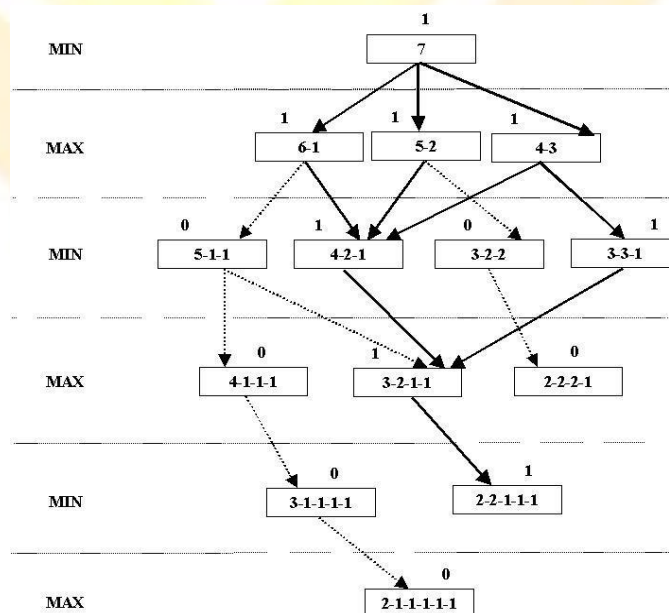 1
MIN 7
1 1 1
MAX 6-1 5-2 4-3
0 1 0 1
MIN 5-1-1 4-2-1 3-2-2 3-3-1
0 1 0
MAX 4-1-1-1 3-2-1-1 2-2-2-1
0 1
MIN 3-1-1-1-1 2-2-1-1-1
0
MAX 2-1-1-1-1-1